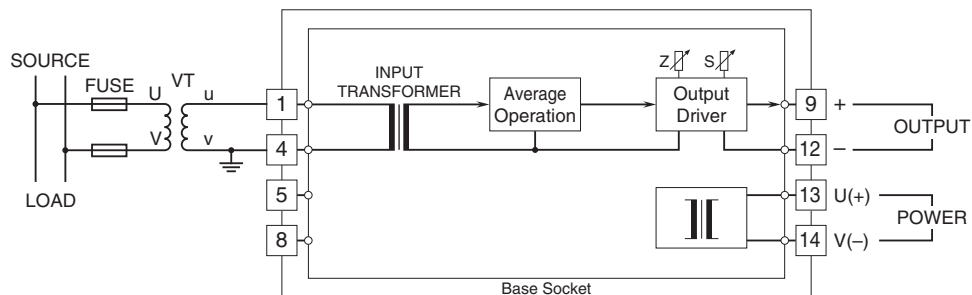 SOURCE
FUSE
VT
U
u
V
v
LOAD
1
4
5
8
INPUT
TRANSFORMER
Average
Operation
Z
S
Output
Driver
9
+
12
–
OUTPUT
13
U(+)
14
V(–)
POWER
Base Socket